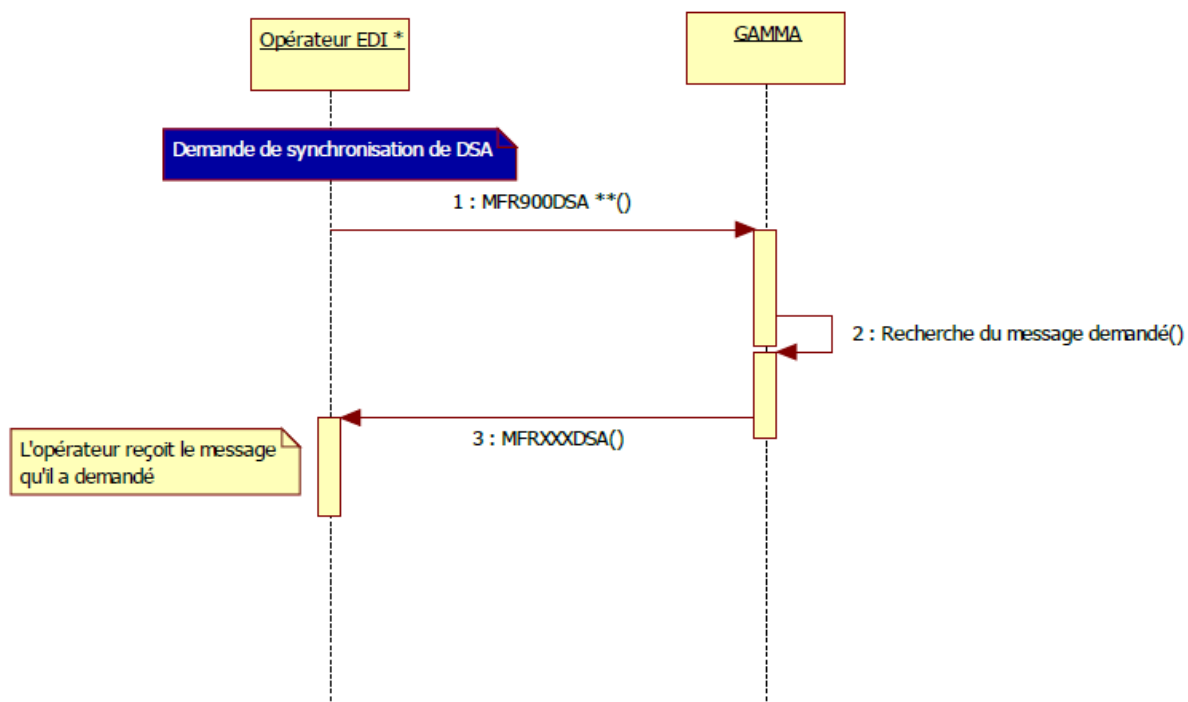 Opérateur EDI *
GAMMA
Demande de synchronisation de DSA
1 : MFR900DSA **()
2 : Recherche du message demandé()
3 : MFRXXXDSA()
L'opérateur reçoit le message
qu'il a demandé